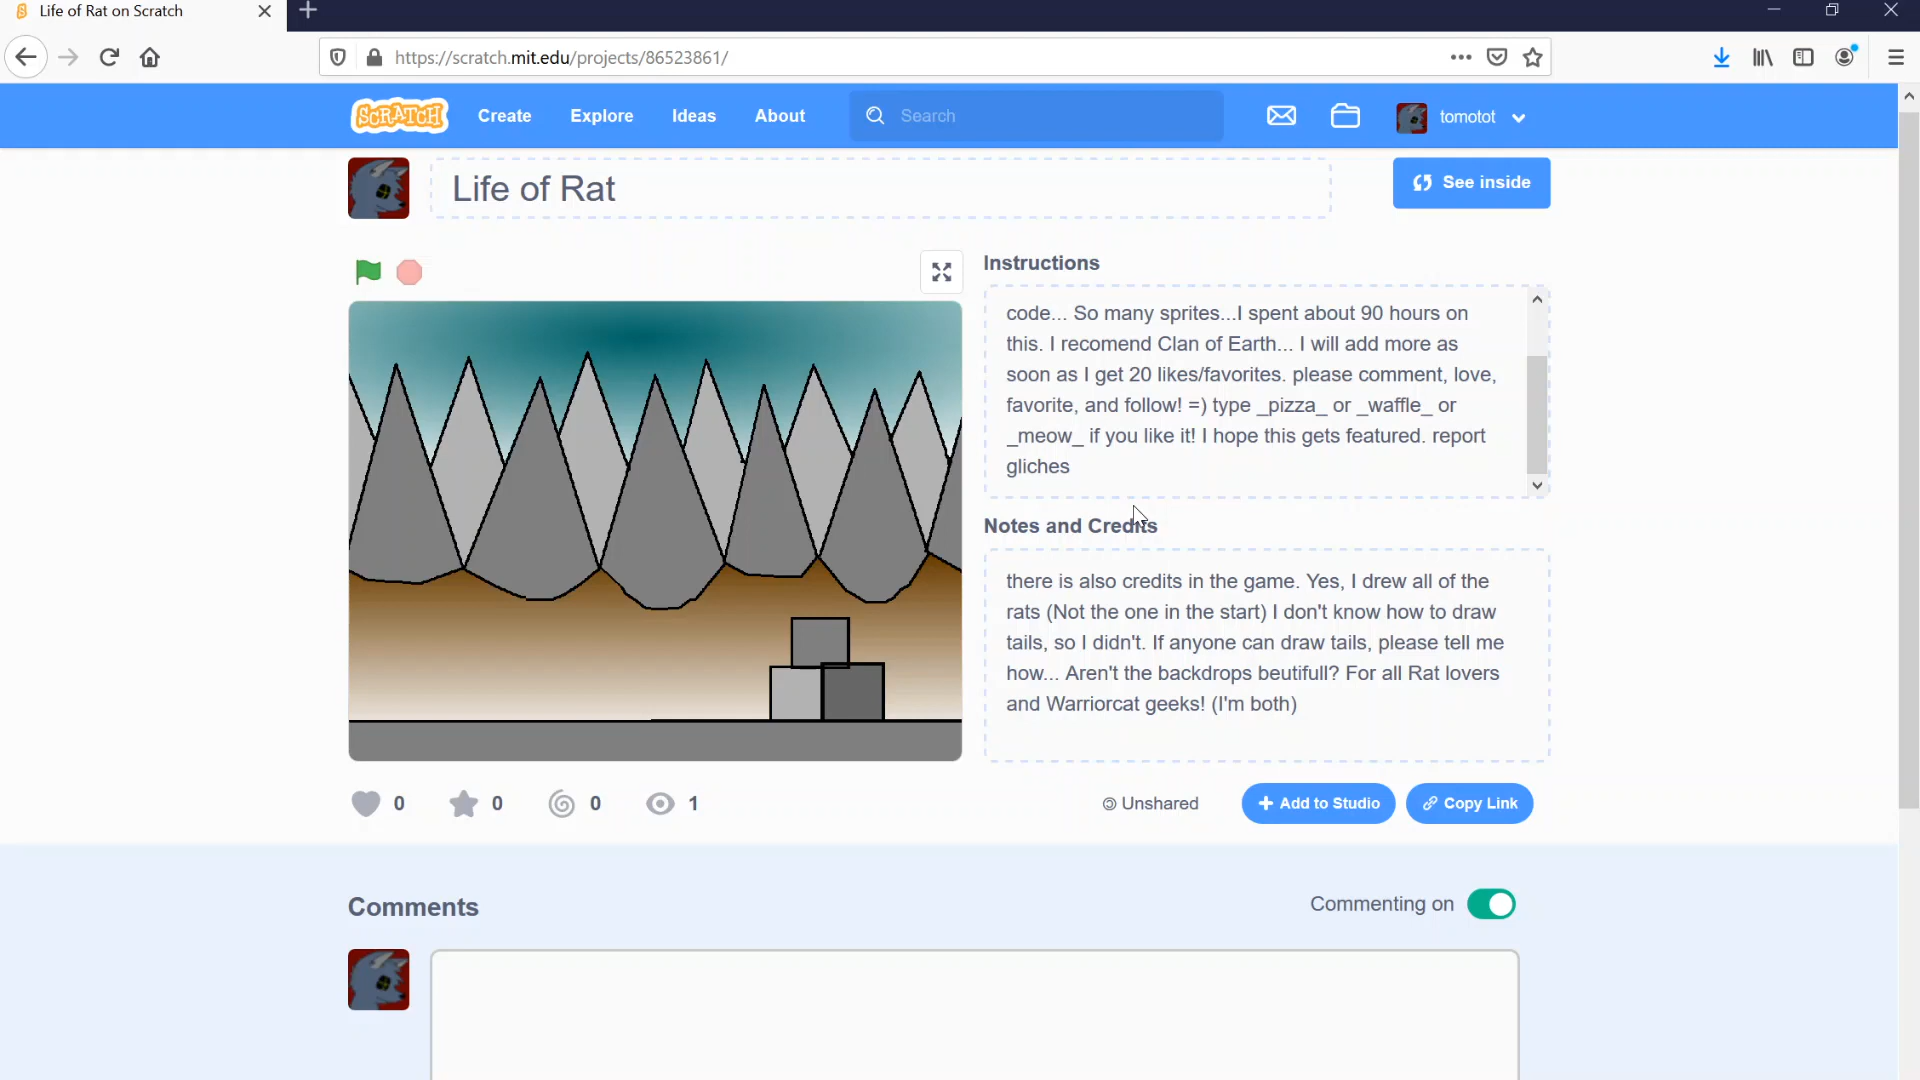 Life of Rat on Scratch
https://scratch.mit.edu/projects/86523861/
SCRATCH
Create
Explore
Ideas
About
Search
tomotot
Life of Rat
See inside
Instructions
code... So many sprites...I spent about 90 hours on
this. I recomend Clan of Earth... I will add more as
soon as I get 20 likes/favorites. please comment, love,
favorite, and follow! =) type _pizza_ or _waffle_ or
_meow_ if you like it! I hope this gets featured. report
gliches
Notes and Credits
there is also credits in the game. Yes, I drew all of the
rats (Not the one in the start) I don't know how to draw
tails, so I didn't. If anyone can draw tails, please tell me
how... Aren't the backdrops beutifull? For all Rat lovers
and Warriorcat geeks! (I'm both)
0
0
0
1
Unshared
Add to Studio
Copy Link
Comments
Commenting on